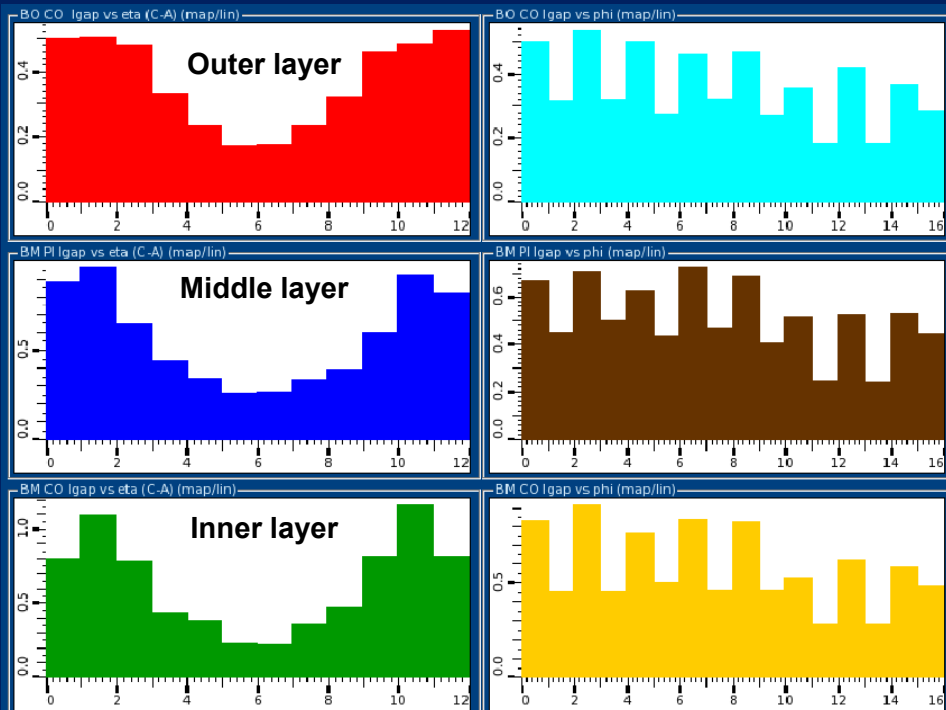 BO CO Igap vs eta (C-A) (map/lin)
Outer layer
0.4
0.2
0.0
0 2 4 6 8 10 12
BO CO Igap vs phi (map/lin)
0.4
0.2
0.0
0 2 4 6 8 10 12 14 16
BM PI Igap vs eta (C-A) (map/lin)
Middle layer
0.5
0.0
0 2 4 6 8 10 12
BM PI Igap vs phi (map/lin)
0.6
0.4
0.2
0.0
0 2 4 6 8 10 12 14 16
BM CO Igap vs eta (C-A) (map/lin)
Inner layer
1.0
0.5
0.0
0 2 4 6 8 10 12
BM CO Igap vs phi (map/lin)
0.5
0.0
0 2 4 6 8 10 12 14 16